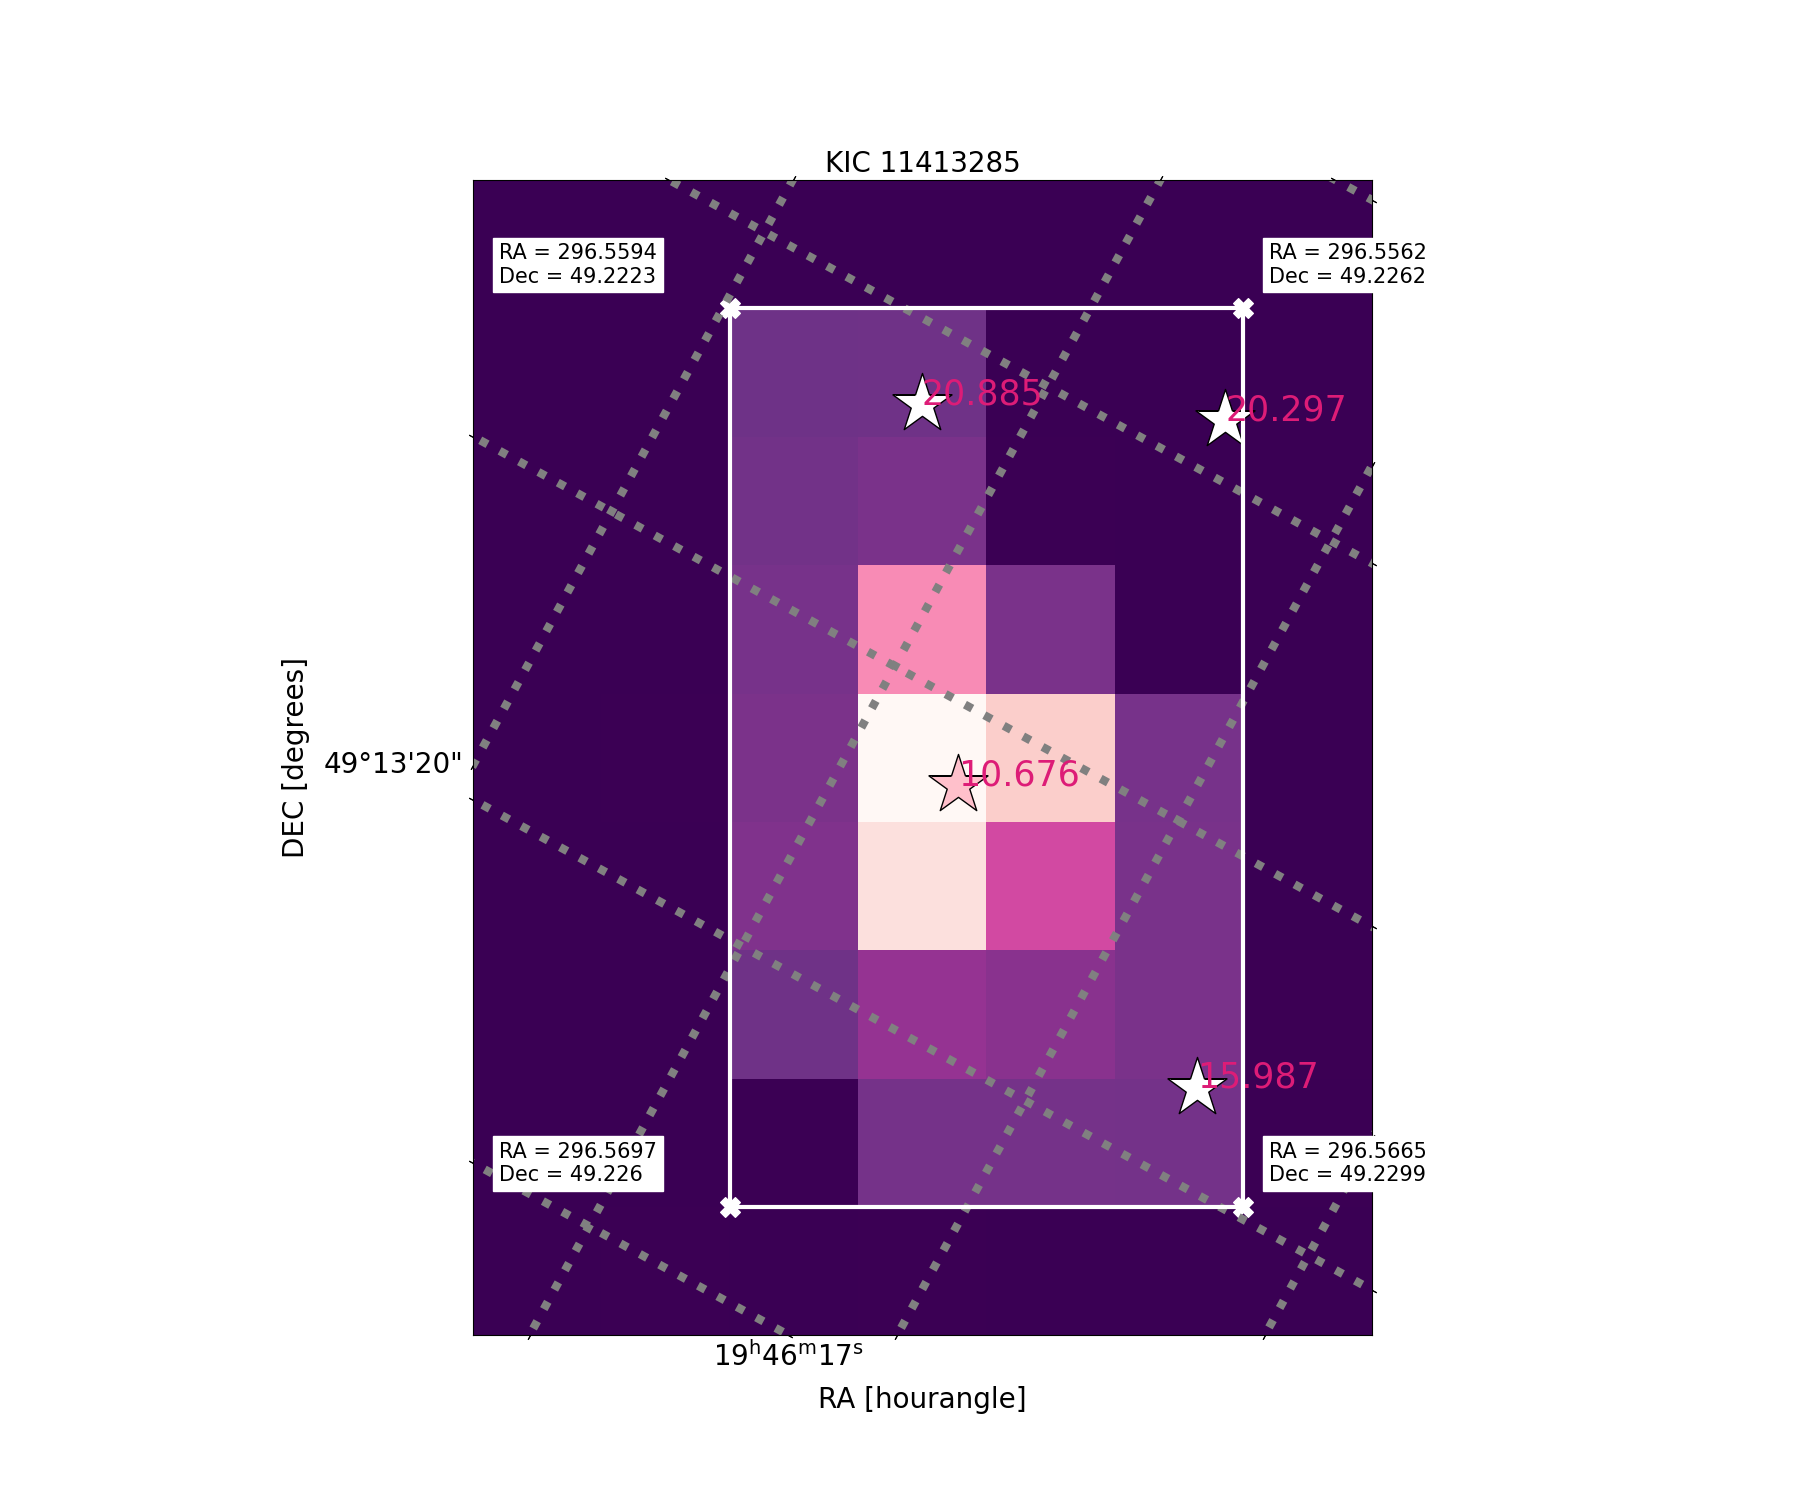 KIC 11413285
RA = 296.5594
Dec = 49.2223
RA = 296.5562
Dec = 49.2262
20.885
20.297
DEC [degrees]
49°13'20"
10.676
15.987
RA = 296.5697
Dec = 49.226
RA = 296.5665
Dec = 49.2299
19ʰ46ᵐ17ˢ
RA [hourangle]